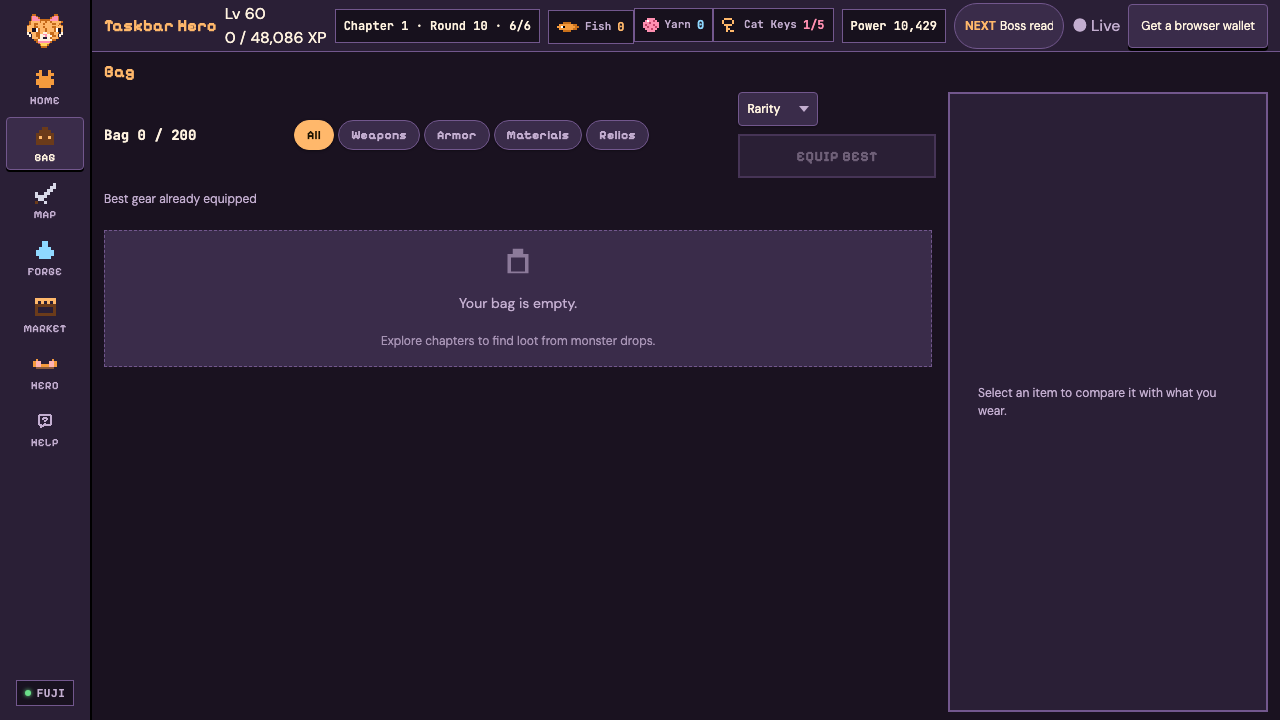 Taskbar Hero
Lv 60
0 / 48,086 XP
Chapter 1 · Round 10 · 6/6
Fish 0
Yarn 0
Cat Keys 1/5
Power 10,429
NEXT Boss read
Live
Get a browser wallet
HOME
BAG
MAP
FORGE
MARKET
HERO
HELP
FUJI
Bag
Bag 0 / 200
All
Weapons
Armor
Materials
Relics
Rarity
EQUIP BEST
Best gear already equipped
Your bag is empty.
Explore chapters to find loot from monster drops.
Select an item to compare it with what you
wear.